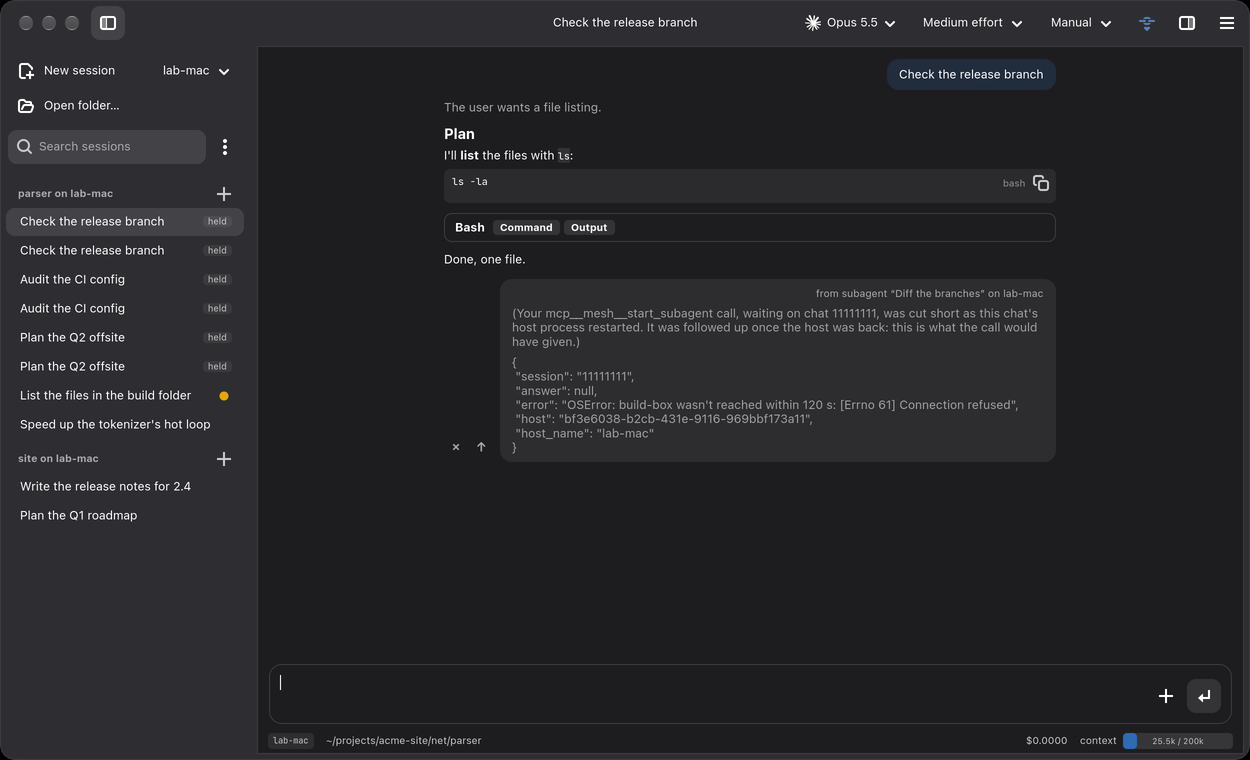 Check the release branch
Opus 5.5
Medium effort
Manual
New session
lab-mac
Open folder...
Search sessions
parser on lab-mac
Check the release branch held
Check the release branch held
Audit the CI config held
Audit the CI config held
Plan the Q2 offsite held
Plan the Q2 offsite held
List the files in the build folder
Speed up the tokenizer's hot loop
site on lab-mac
Write the release notes for 2.4
Plan the Q1 roadmap
Check the release branch
The user wants a file listing.
Plan
I'll list the files with ls:
ls -la
bash
Bash Command Output
Done, one file.
from subagent “Diff the branches” on lab-mac
(Your mcp__mesh__start_subagent call, waiting on chat 11111111, was cut short as this chat's
host process restarted. It was followed up once the host was back: this is what the call would
have given.)
{
"session": "11111111",
"answer": null,
"error": "OSError: build-box wasn't reached within 120 s: [Errno 61] Connection refused",
"host": "bf3e6038-b2cb-431e-9116-969bbf173a11",
"host_name": "lab-mac"
}
lab-mac ~/projects/acme-site/net/parser
$0.0000 context 25.5k / 200k